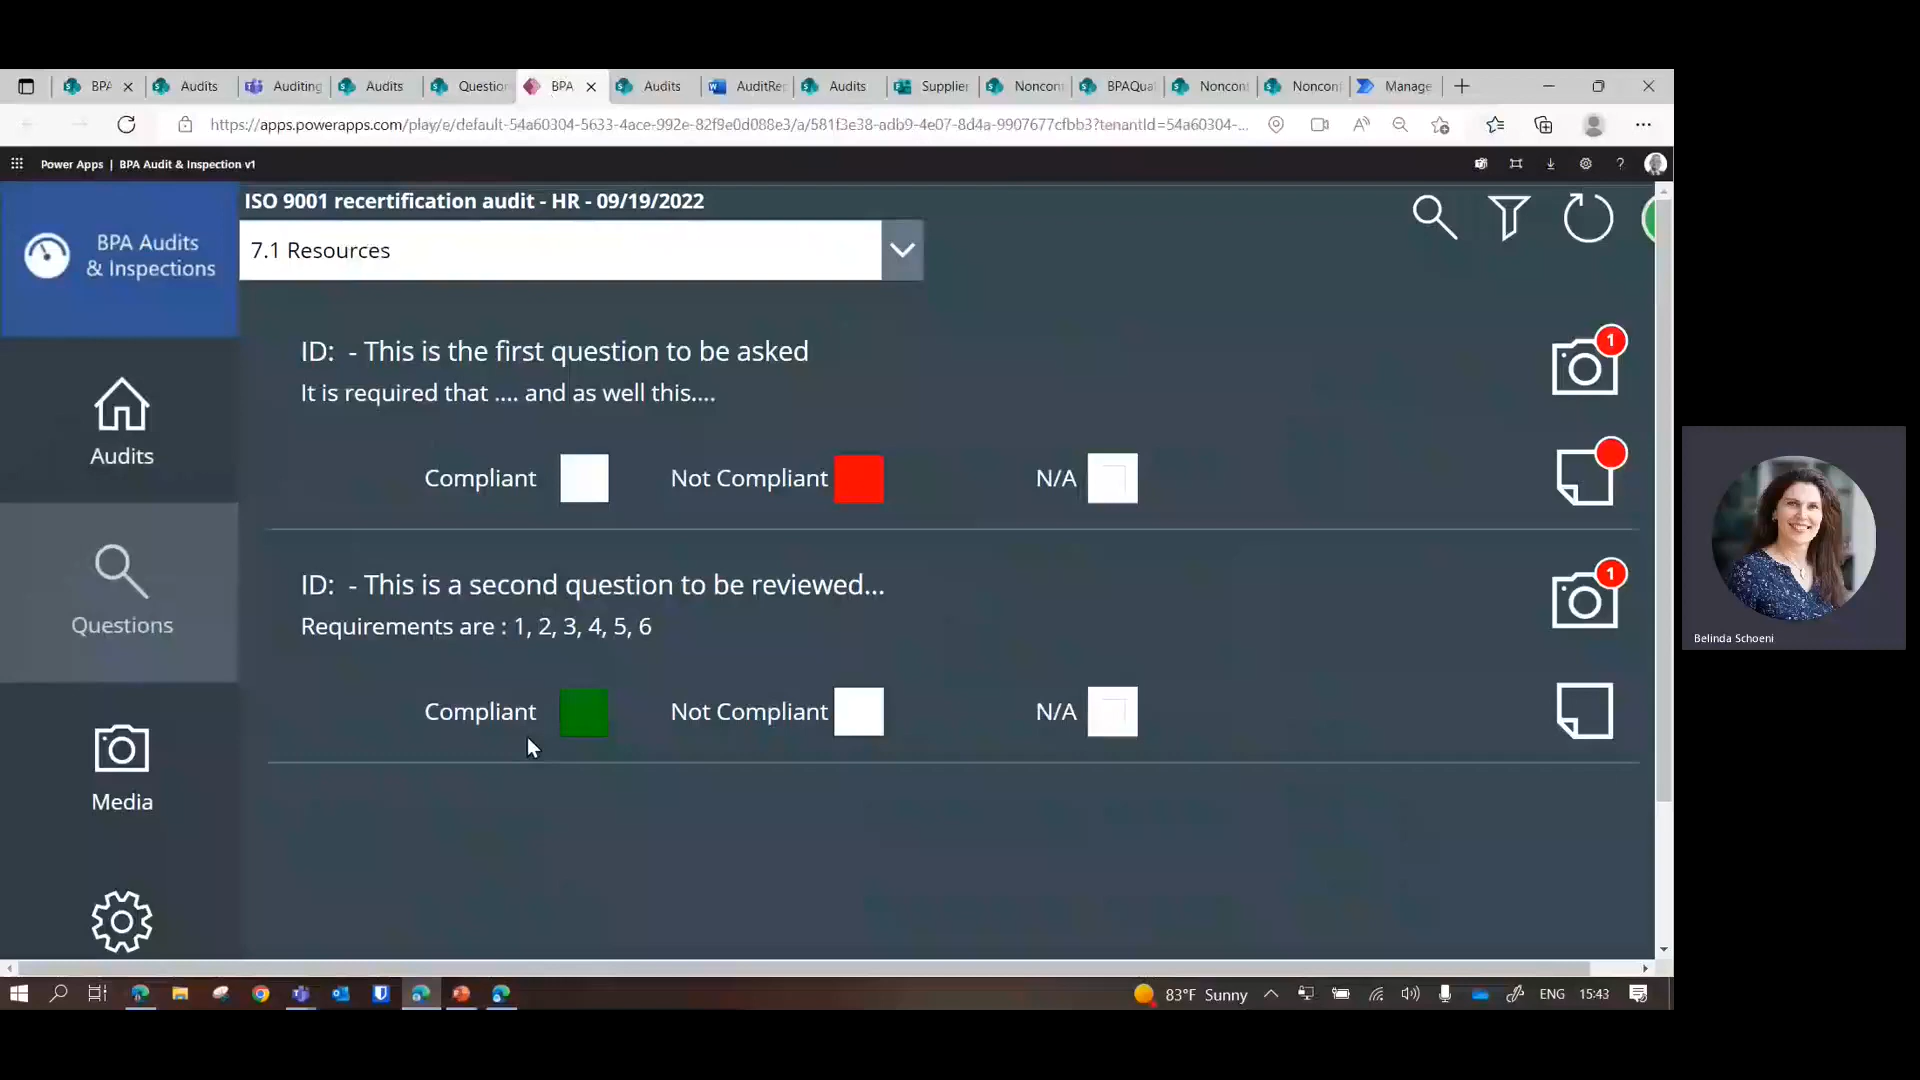 BPA
Audits
Auditing
Audits
Question
BPA
Audits
AuditRe
Audits
Supplier
Noncon
BPAQua
Noncon
Noncon
Manage
https://apps.powerapps.com/play/e/default-54a60304-5633-4ace-992e-82f9e0d088e3/a/581f3e38-adb9-4e07-8d4a-9907677cfbb3?tenantId=54a60304-...
Power Apps | BPA Audit & Inspection v1
BPA Audits
& Inspections
ISO 9001 recertification audit - HR - 09/19/2022
7.1 Resources
Audits
Questions
Media
ID: - This is the first question to be asked
1
It is required that .... and as well this....
Compliant Not Compliant N/A
ID: - This is a second question to be reviewed...
1
Requirements are : 1, 2, 3, 4, 5, 6
Compliant Not Compliant N/A
Belinda Schoeni
83°F Sunny
ENG
15:43